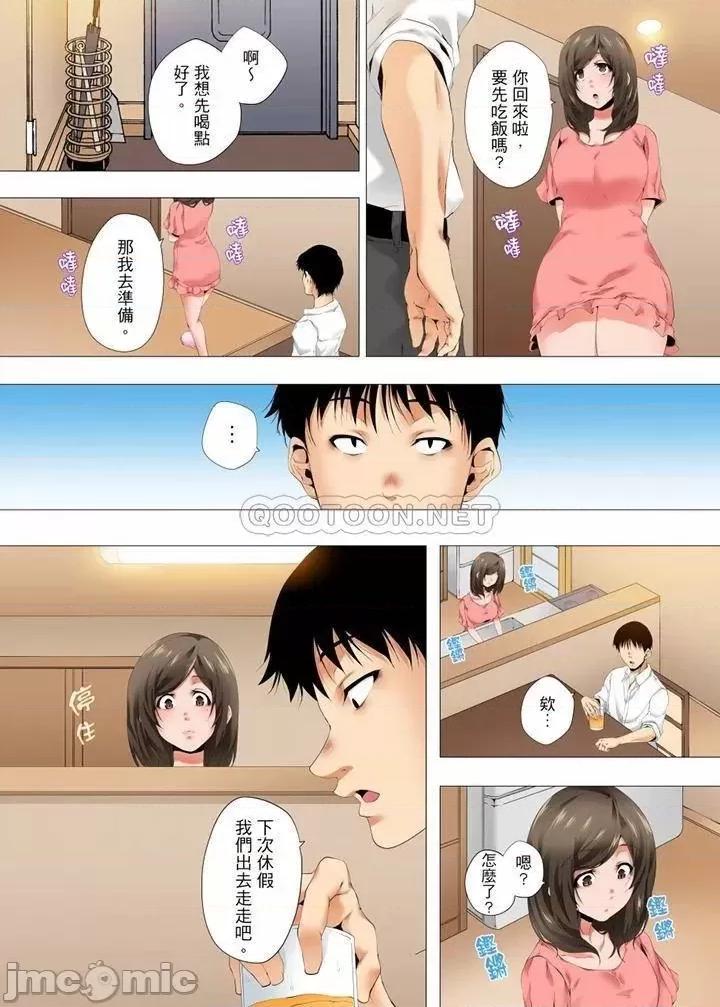 噠噠
你回來啦，
要先吃飯嗎？
啊～
我想先喝點
好了。
噠噠
那我去準備。
噠噠
…
QOOTOON.NET
鏗鏘
鏗鏘
欸…
嗯？
怎麼了？
鏗鏘
鏗鏘
停住
下次休假
我們出去走走吧。
jmcomic